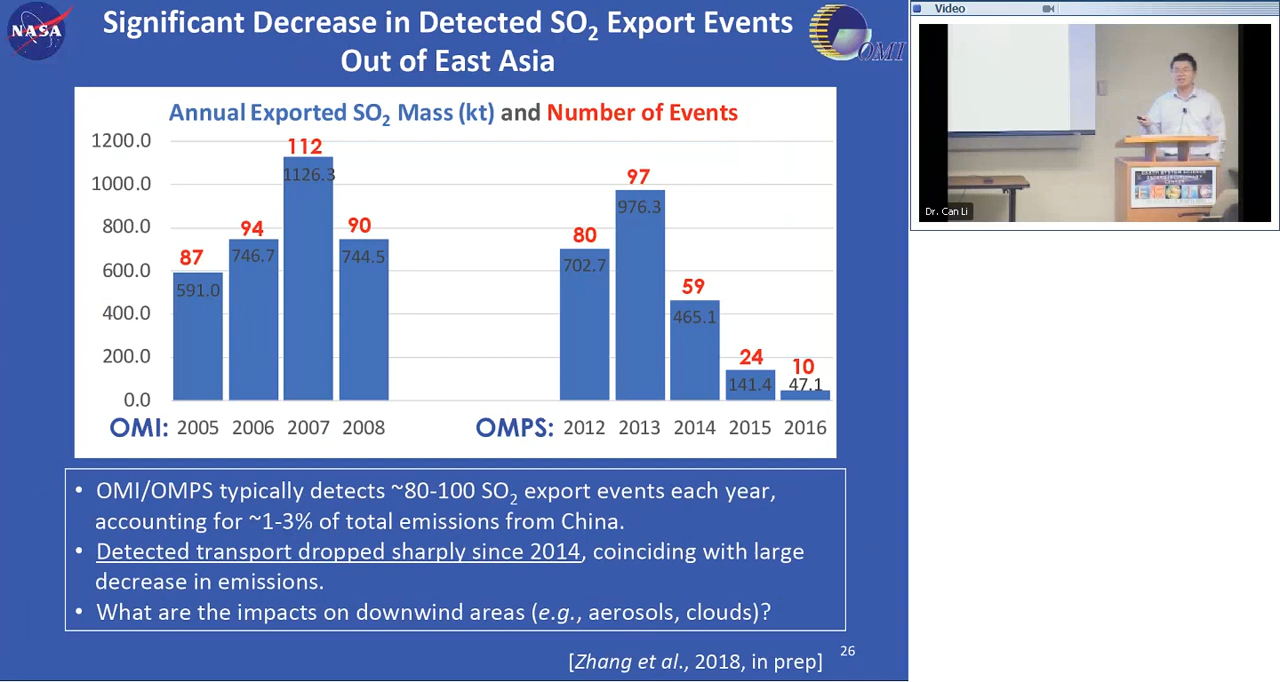 Significant Decrease in Detected SO2 Export Events
Out of East Asia
NASA
OMI
Annual Exported SO2 Mass (kt) and Number of Events
1200.0
1000.0
800.0
600.0
400.0
200.0
0.0
87
591.0
94
746.7
112
1126.3
90
744.5
80
702.7
97
976.3
59
465.1
24
141.4
10
47.1
OMI: 2005 2006 2007 2008 OMPS: 2012 2013 2014 2015 2016
• OMI/OMPS typically detects ~80-100 SO2 export events each year,
accounting for ~1-3% of total emissions from China.
• Detected transport dropped sharply since 2014, coinciding with large
decrease in emissions.
• What are the impacts on downwind areas (e.g., aerosols, clouds)?
[Zhang et al., 2018, in prep]
26
Video
Dr. Can Li
EARTH SYSTEM SCIENCE
INTERDISCIPLINARY
CENTER